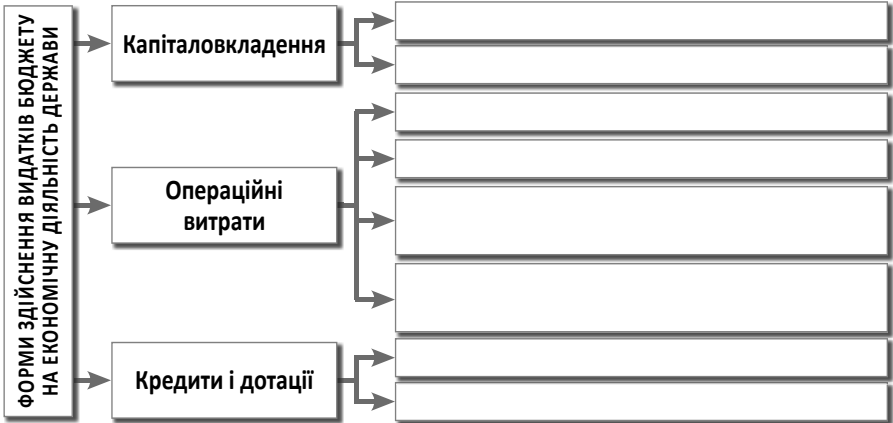 ФОРМИ ЗДІЙСНЕННЯ ВИДАТКІВ БЮДЖЕТУ
НА ЕКОНОМІЧНУ ДІЯЛЬНІСТЬ ДЕРЖАВИ
Капіталовкладення
Операційні
витрати
Кредити і дотації